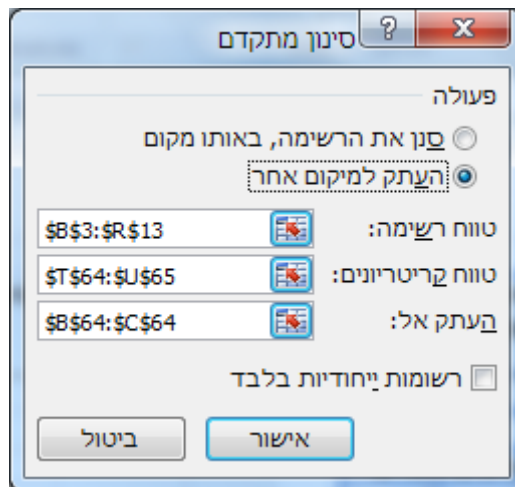 סינון מתקדם
פעולה
סנן את הרשימה, באותו מקום
העתק למיקום אחר
טווח רשימה: $B$3:$R$13
טווח קריטריונים: $T$64:$U$65
העתק אל: $B$64:$C$64
רשומות ייחודיות בלבד
אישור ביטול